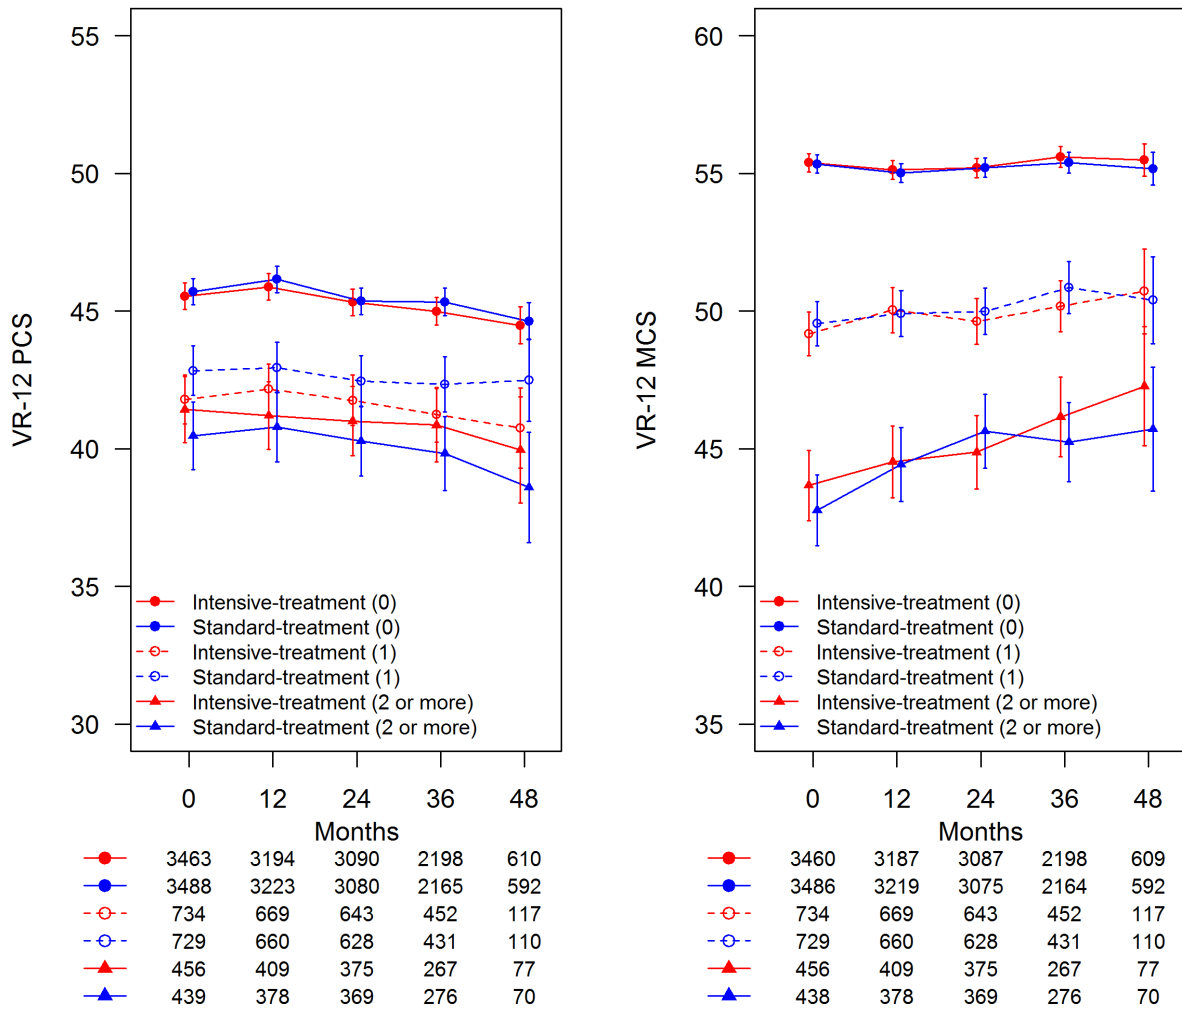 55
50
45
40
35
30
VR-12 PCS
Intensive-treatment (0)
Standard-treatment (0)
Intensive-treatment (1)
Standard-treatment (1)
Intensive-treatment (2 or more)
Standard-treatment (2 or more)
0 12 24 36 48
Months
3463 3194 3090 2198 610
3488 3223 3080 2165 592
734 669 643 452 117
729 660 628 431 110
456 409 375 267 77
439 378 369 276 70
60
55
50
45
40
35
VR-12 MCS
Intensive-treatment (0)
Standard-treatment (0)
Intensive-treatment (1)
Standard-treatment (1)
Intensive-treatment (2 or more)
Standard-treatment (2 or more)
0 12 24 36 48
Months
3460 3187 3087 2198 609
3486 3219 3075 2164 592
734 669 643 452 117
729 660 628 431 110
456 409 375 267 77
438 378 369 276 70